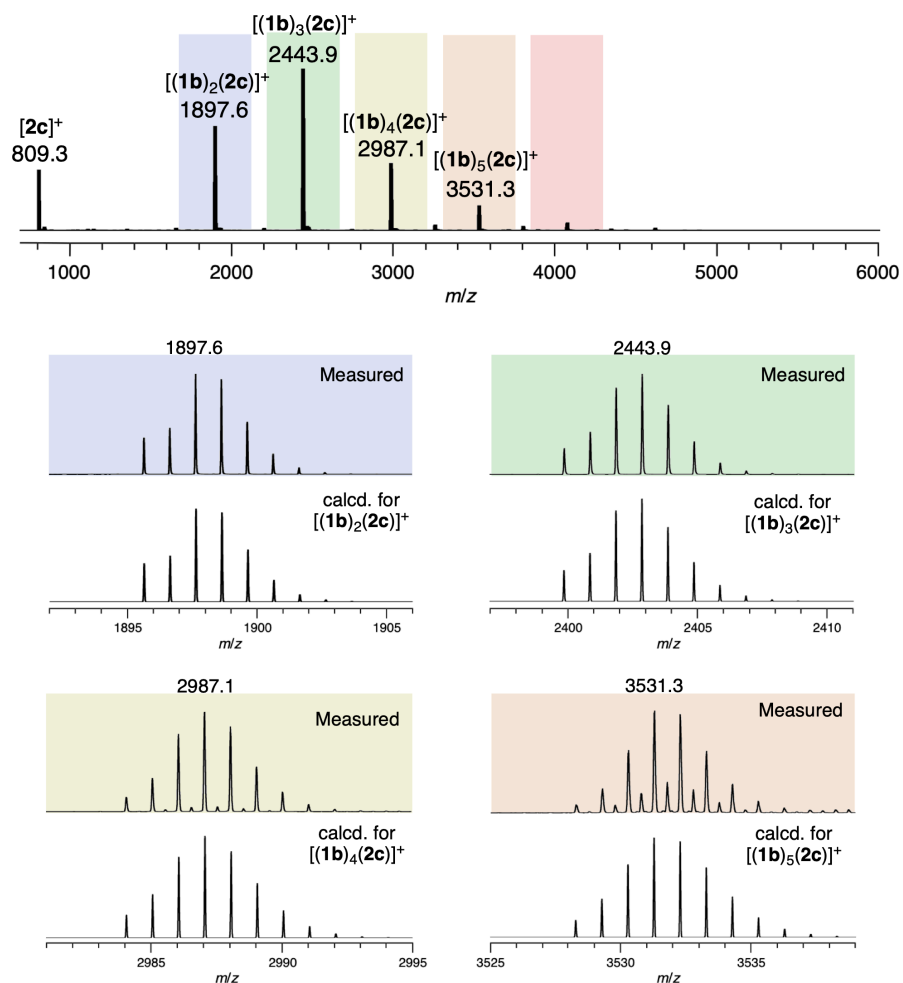 [(1b)3(2c)]+
2443.9
[(1b)2(2c)]+
1897.6
[(1b)4(2c)]+
2987.1
[2c]+
809.3
[(1b)5(2c)]+
3531.3
1000 2000 3000 4000 5000 6000
m/z
1897.6
Measured
calcd. for
[(1b)2(2c)]+
1895 1900 1905
m/z
2443.9
Measured
calcd. for
[(1b)3(2c)]+
2400 2405 2410
m/z
2987.1
Measured
calcd. for
[(1b)4(2c)]+
2985 2990 2995
m/z
3531.3
Measured
calcd. for
[(1b)5(2c)]+
3525 3530 3535
m/z